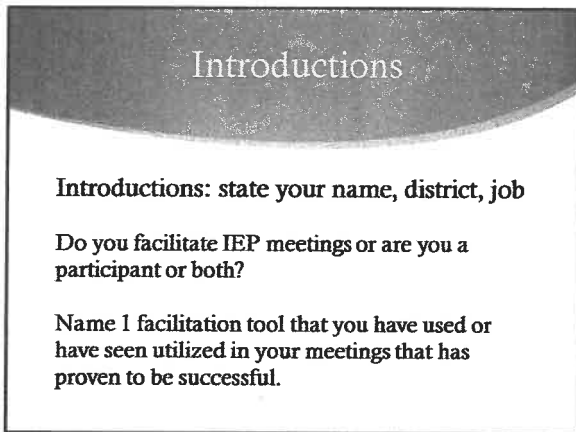 Introductions
Introductions: state your name, district, job
Do you facilitate IEP meetings or are you a
participant or both?
Name 1 facilitation tool that you have used or
have seen utilized in your meetings that has
proven to be successful.